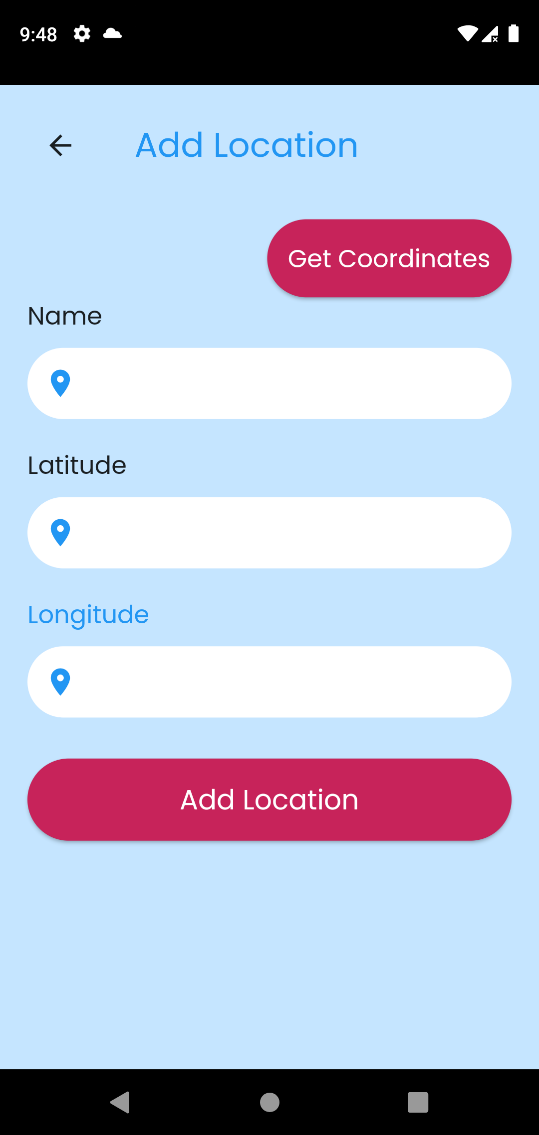 9:48
Add Location
Get Coordinates
Name
Latitude
Longitude
Add Location